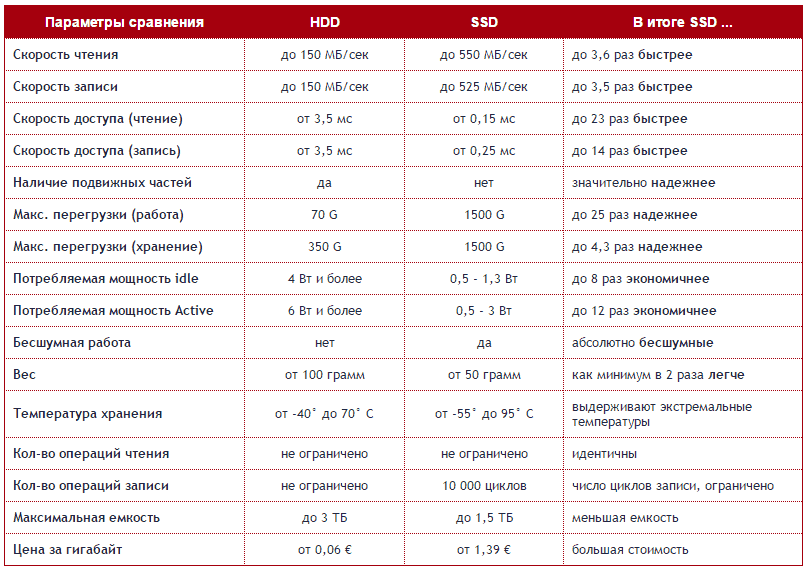 Параметры сравнения HDD SSD В итоге SSD ...
Скорость чтения до 150 МБ/сек до 550 МБ/сек до 3,6 раз быстрее
Скорость записи до 150 МБ/сек до 525 МБ/сек до 3,5 раз быстрее
Скорость доступа (чтение) от 3,5 мс от 0,15 мс до 23 раз быстрее
Скорость доступа (запись) от 3,5 мс от 0,25 мс до 14 раз быстрее
Наличие подвижных частей да нет значительно надежнее
Макс. перегрузки (работа) 70 G 1500 G до 25 раз надежнее
Макс. перегрузки (хранение) 350 G 1500 G до 4,3 раз надежнее
Потребляемая мощность idle 4 Вт и более 0,5 - 1,3 Вт до 8 раз экономичнее
Потребляемая мощность Active 6 Вт и более 0,5 - 3 Вт до 12 раз экономичнее
Бесшумная работа нет да абсолютно бесшумные
Вес от 100 грамм от 50 грамм как минимум в 2 раза легче
Температура хранения от -40˚ до 70˚ C от -55˚ до 95˚ C выдерживают экстремальные
температуры
Кол-во операций чтения не ограничено не ограничено идентичны
Кол-во операций записи не ограничено 10 000 циклов число циклов записи, ограничено
Максимальная емкость до 3 ТБ до 1,5 ТБ меньшая емкость
Цена за гигабайт от 0,06 € от 1,39 € большая стоимость